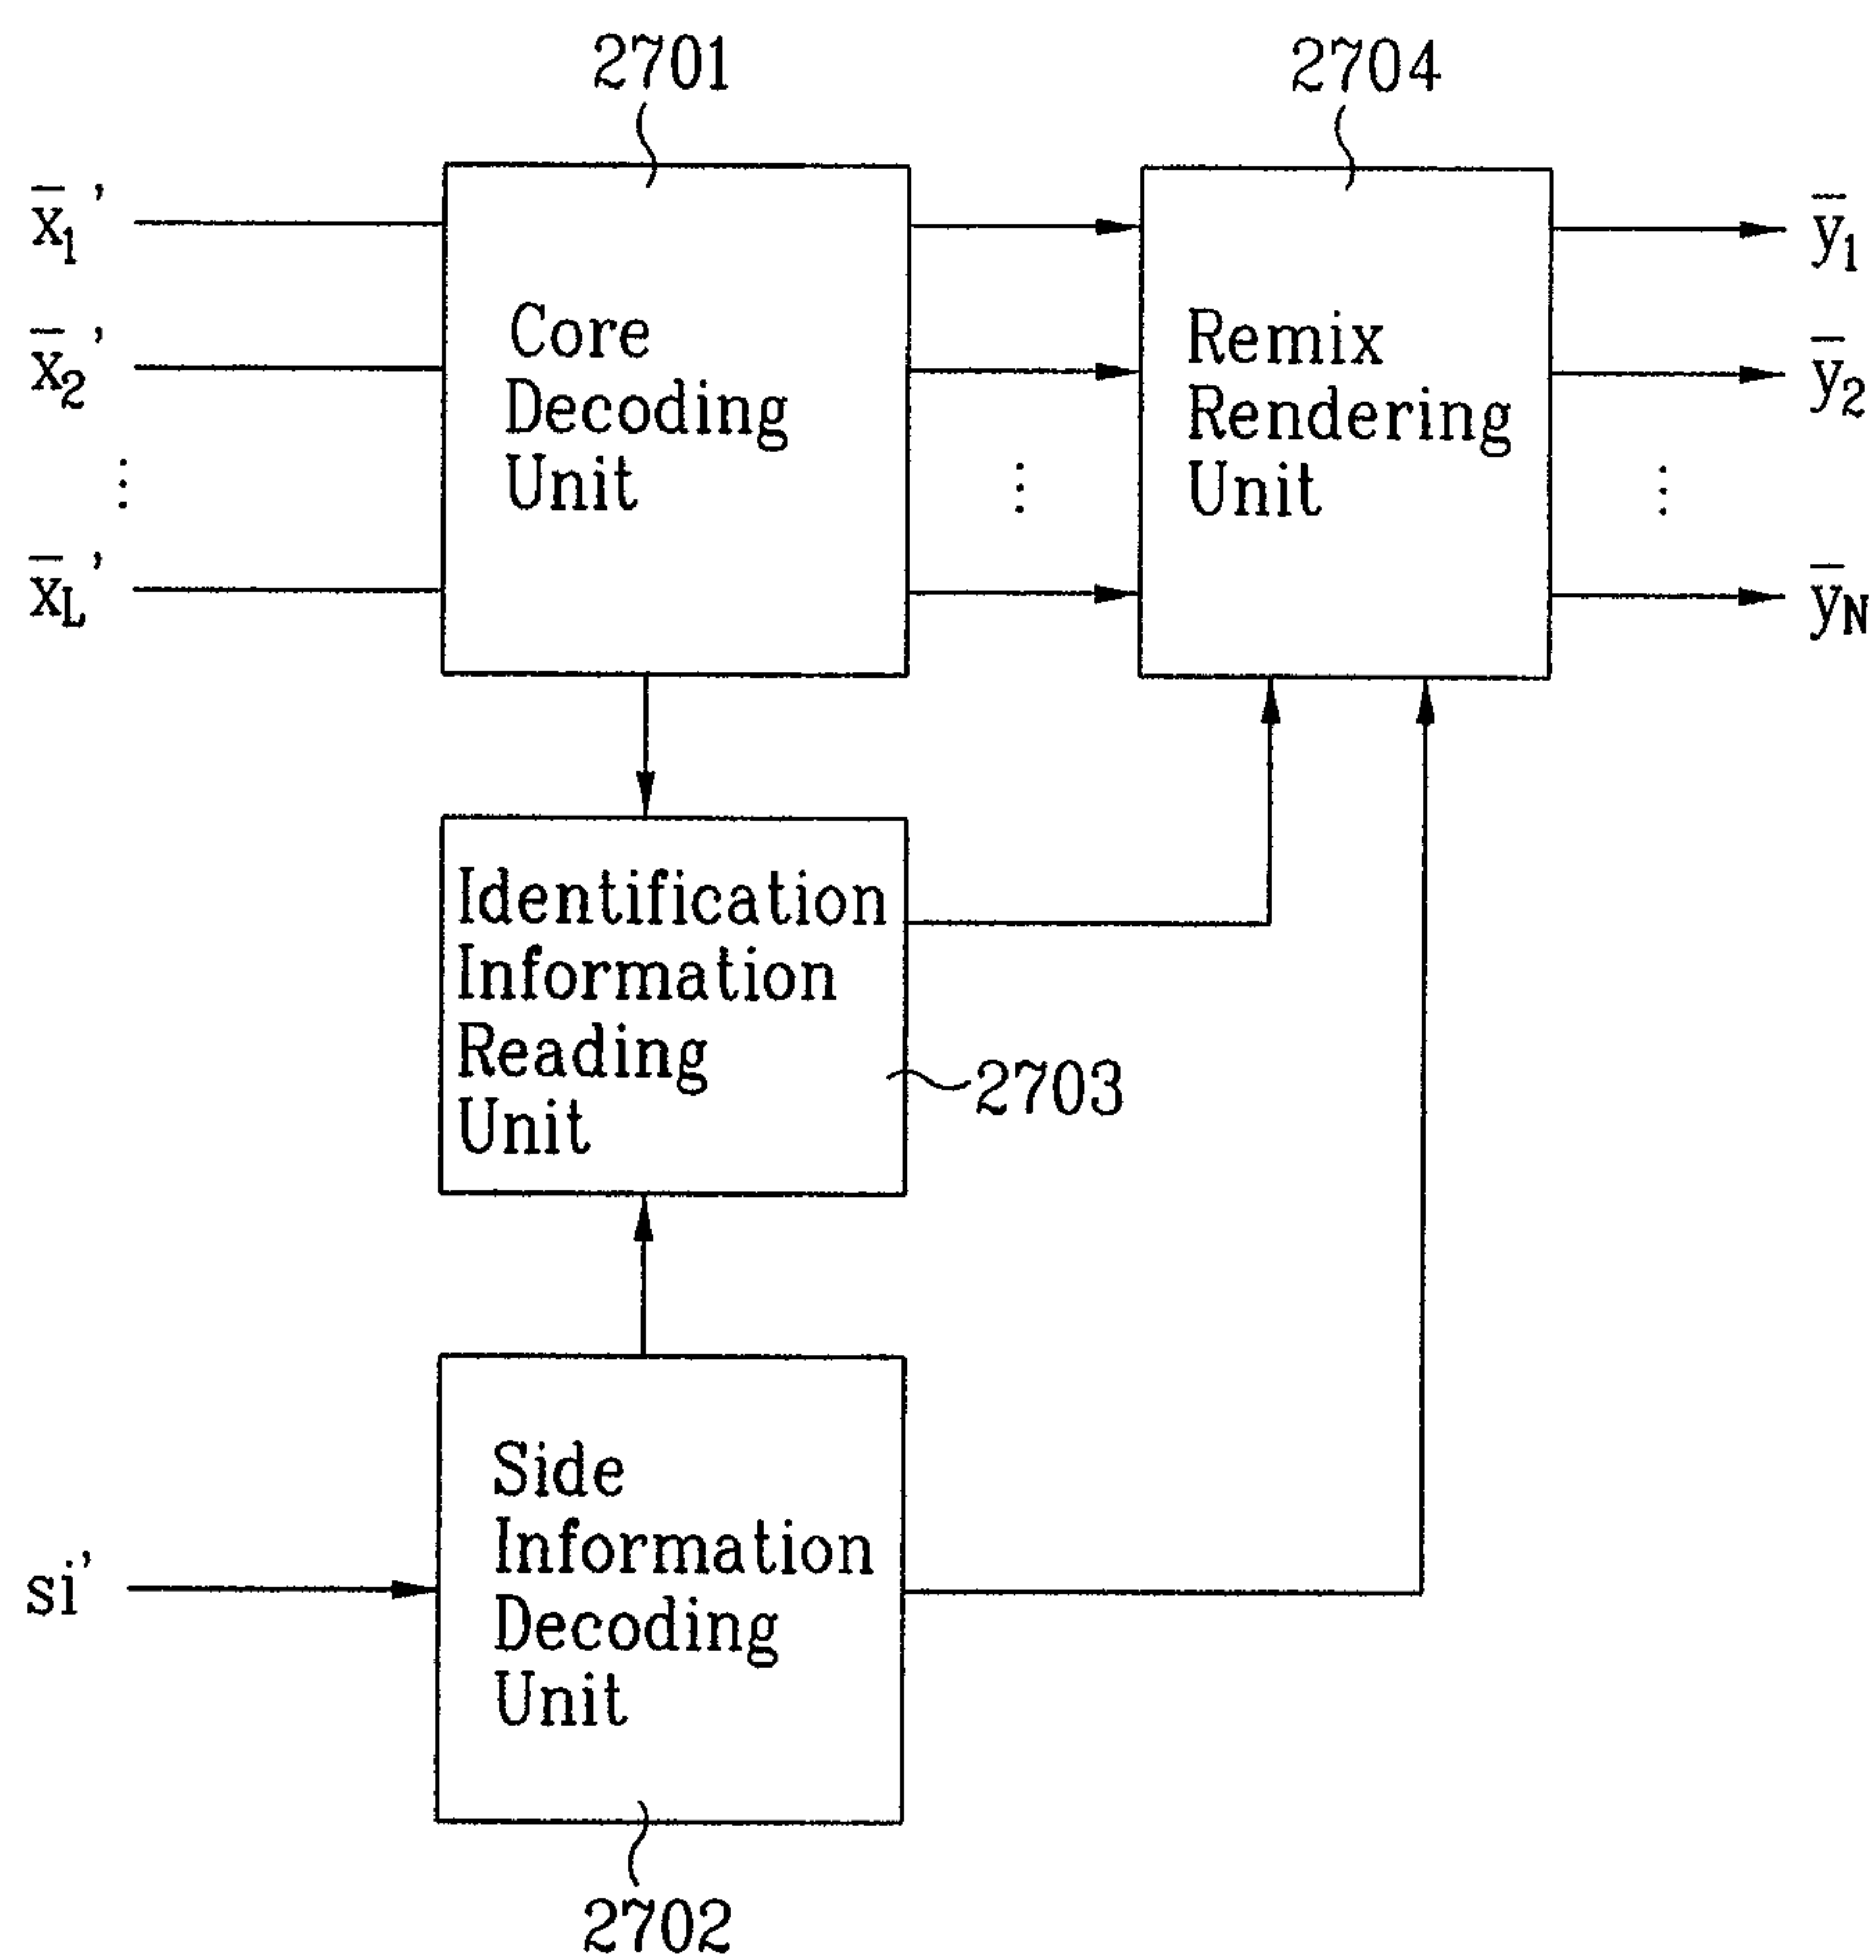 2701
2704
x̄₁'
x̄₂'
⋮
x̄L'
Core
Decoding
Unit
⋮
Remix
Rendering
Unit
ȳ₁
ȳ₂
⋮
ȳN
Identification
Information
Reading
Unit
2703
si'
Side
Information
Decoding
Unit
2702